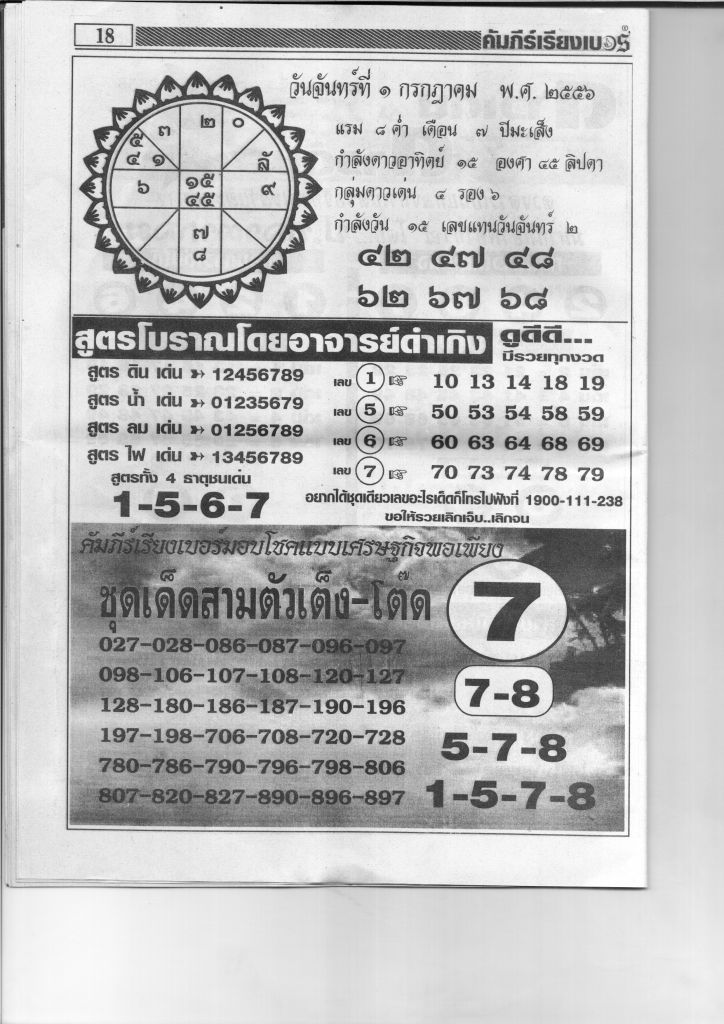 18
คัมภีร์เรียงเบอร์
®
วันจันทร์ที่ ๑ กรกฎาคม พ.ศ. ๒๕๕๖
แรม ๘ ค่ำ เดือน ๗ ปีมะเส็ง
กำลังดาวอาทิตย์ ๑๕ องศา ๔๕ ลิปดา
กลุ่มดาวเด่น ๔ รอง ๖
กำลังวัน ๑๕ เลขแทนวันจันทร์ ๒
๔๒ ๔๗ ๔๘
๖๒ ๖๗ ๖๘
๓ ๒ ๐
๕
๔ ๑ ลั
๖ ๑๕ ๙
๔๕
๗
๘
สูตรโบราณโดยอาจารย์ดำเกิง
ดูดีดี...
มีรวยทุกงวด
สูตร ดิน เด่น 12456789
สูตร น้ำ เด่น 01235679
สูตร ลม เด่น 01256789
สูตร ไฟ เด่น 13456789
สูตรทั้ง 4 ธาตุชนเด่น
1-5-6-7
เลข 1 ☞ 10 13 14 18 19
เลข 5 ☞ 50 53 54 58 59
เลข 6 ☞ 60 63 64 68 69
เลข 7 ☞ 70 73 74 78 79
อยากได้ชุดเดียวเลขอะไรเด็ดก็โทรไปฟังที่ 1900-111-238
ขอให้รวยเลิกเจ็บ..เลิกจน
คัมภีร์เรียงเบอร์มอบโชคแบบเศรษฐกิจพอเพียง
ชุดเด็ดสามตัวเต็ง-โต๊ด
027-028-086-087-096-097
098-106-107-108-120-127
128-180-186-187-190-196
197-198-706-708-720-728
780-786-790-796-798-806
807-820-827-890-896-897
7
7-8
5-7-8
1-5-7-8